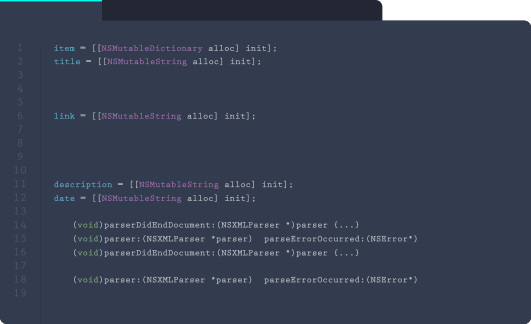 1 item = [[NSMutableDictionary alloc] init];
2 title = [[NSMutableString alloc] init];
3
4
5
6 link = [[NSMutableString alloc] init];
7
8
9
10
11 description = [[NSMutableString alloc] init];
12 date = [[NSMutableString alloc] init];
13
14 (void)parserDidEndDocument:(NSXMLParser *)parser {...}
15 (void)parser:(NSXMLParser *parser) parseErrorOccurred:(NSError*)
16 (void)parserDidEndDocument:(NSXMLParser *)parser {...}
17
18 (void)parser:(NSXMLParser *parser) parseErrorOccurred:(NSError*)
19